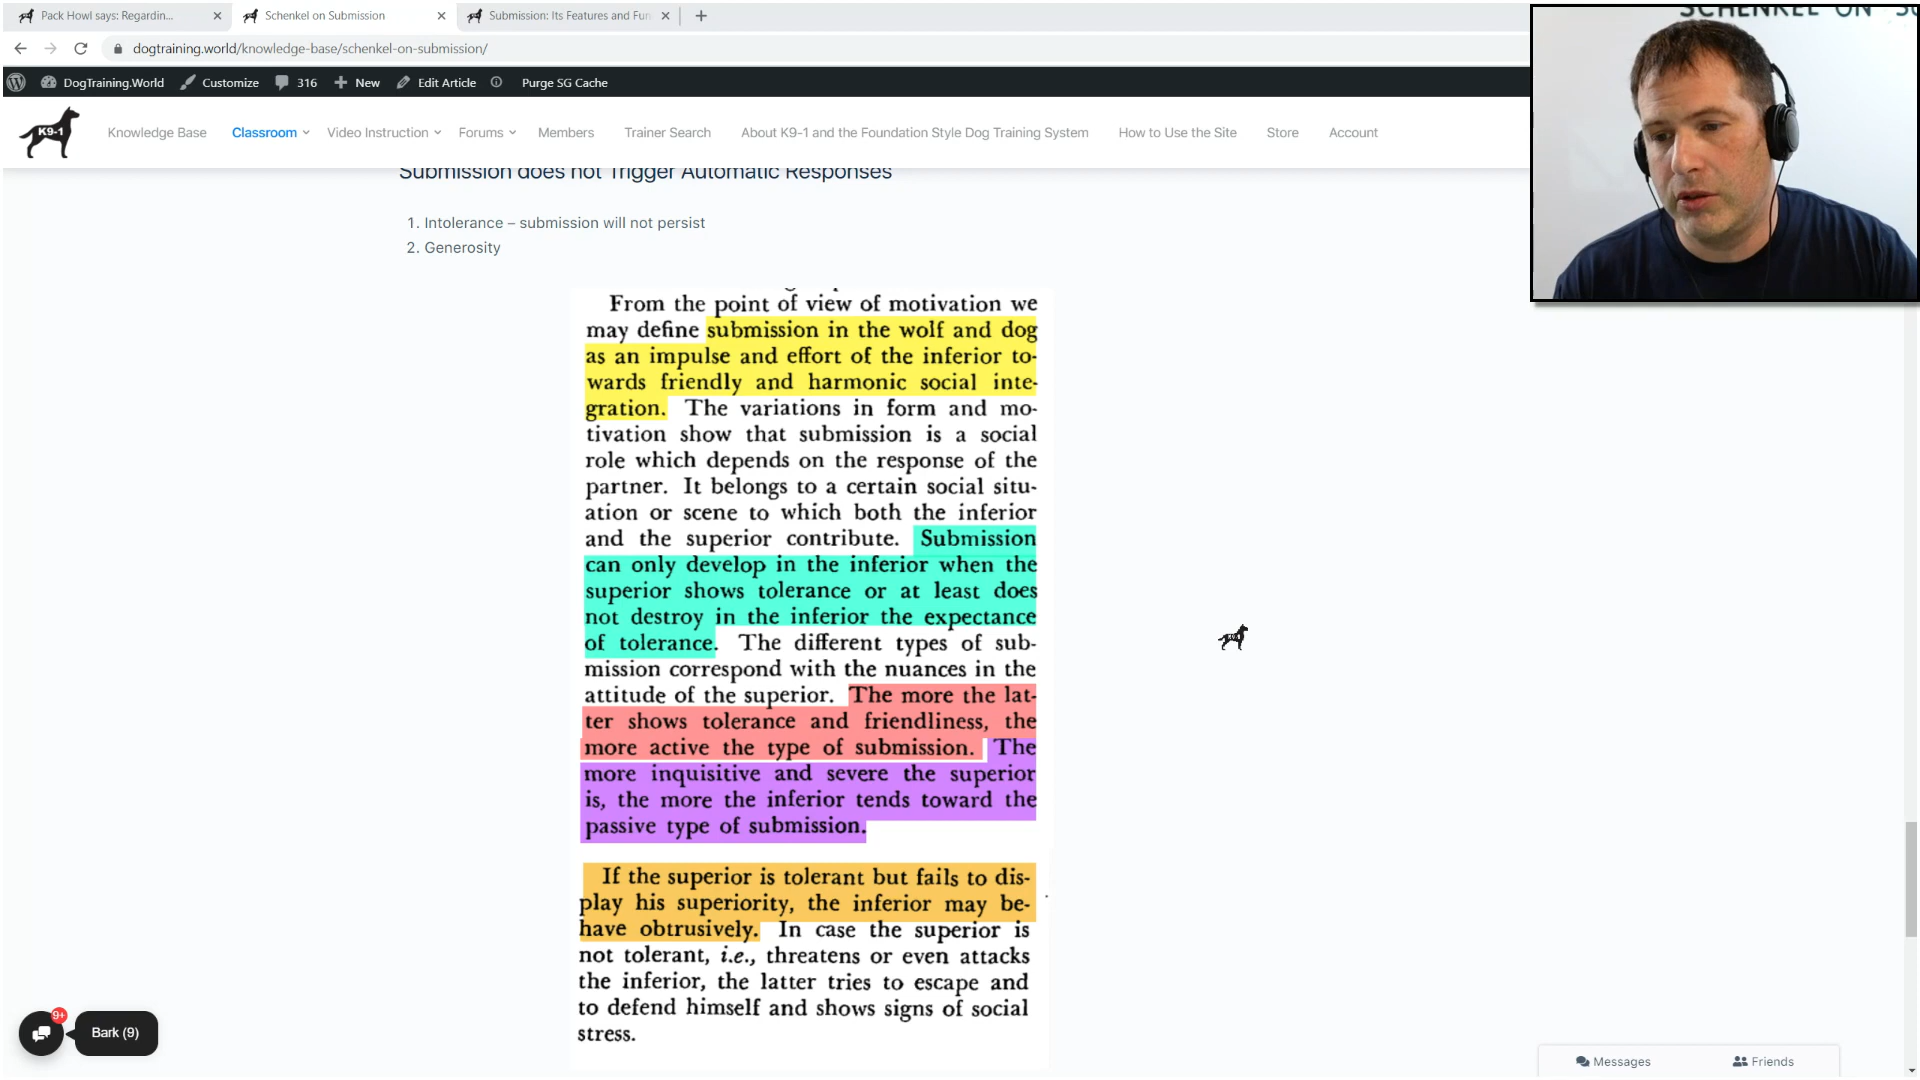 Pack Howl says: Regardin...
Schenkel on Submission
Submission: Its Features and Fun
dogtraining.world/knowledge-base/schenkel-on-submission/
DogTraining.World Customize 316 New Edit Article Purge SG Cache
K9-1
Knowledge Base Classroom Video Instruction Forums Members Trainer Search About K9-1 and the Foundation Style Dog Training System How to Use the Site Store Account
Submission does not Trigger Automatic Responses
1. Intolerance – submission will not persist
2. Generosity
From the point of view of motivation we
may define submission in the wolf and dog
as an impulse and effort of the inferior to-
wards friendly and harmonic social inte-
gration. The variations in form and mo-
tivation show that submission is a social
role which depends on the response of the
partner. It belongs to a certain social situ-
ation or scene to which both the inferior
and the superior contribute. Submission
can only develop in the inferior when the
superior shows tolerance or at least does
not destroy in the inferior the expectance
of tolerance. The different types of sub-
mission correspond with the nuances in the
attitude of the superior. The more the lat-
ter shows tolerance and friendliness, the
more active the type of submission. The
more inquisitive and severe the superior
is, the more the inferior tends toward the
passive type of submission.
If the superior is tolerant but fails to dis-
play his superiority, the inferior may be-
have obtrusively. In case the superior is
not tolerant, i.e., threatens or even attacks
the inferior, the latter tries to escape and
to defend himself and shows signs of social
stress.
9+
Bark (9)
Messages
Friends